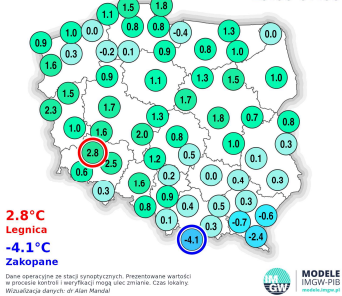 1.1 1.5 1.8
1.0 0.0 0.8 0.8 -0.4 1.3 0.0
0.9 0.3 -0.2 0.1 0.9 0.8 1.0
1.6 0.9 1.1 1.3 1.5 1.0
1.5 1.7 1.7
2.3 1.3 1.8 0.7 0.8
1.0 1.6 2.0 0.8 1.0 0.3
2.8 2.5 1.2 0.5 0.1
0.6 0.2 0.0 0.4 0.3
0.3 1.6 0.9 0.3
0.8 0.4 0.5
0.1 0.3 -0.7 -0.6
-4.1 -2.4
2.8°C
Legnica
-4.1°C
Zakopane
Dane operacyjne ze stacji synoptycznych. Prezentowane wartości
w procesie kontroli i weryfikacji mogą ulec zmianie. Czas lokalny.
Wizualizacja danych: dr Alan Mandal
IM
GW
MODELE
IMGW-PIB
modele.imgw.pl